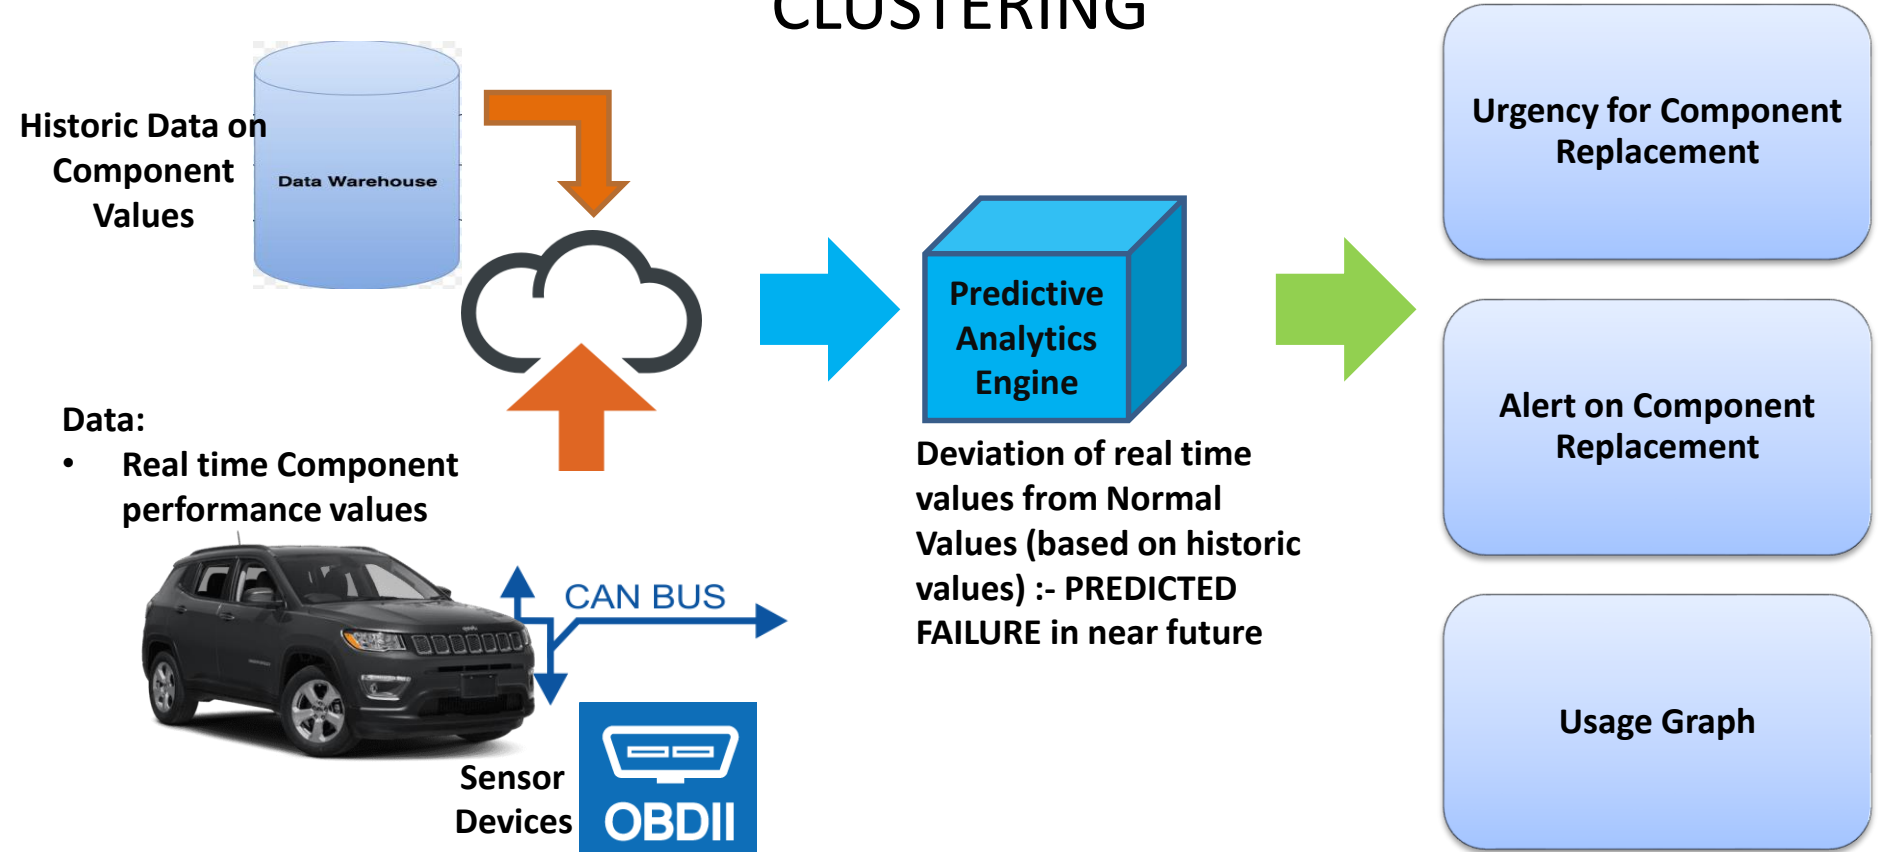 CLUSTERING
Historic Data on
Component
Values
Data Warehouse
Data:
• Real time Component
performance values
CAN BUS
Sensor
Devices
OBDII
Predictive
Analytics
Engine
Deviation of real time
values from Normal
Values (based on historic
values) :- PREDICTED
FAILURE in near future
Urgency for Component
Replacement
Alert on Component
Replacement
Usage Graph